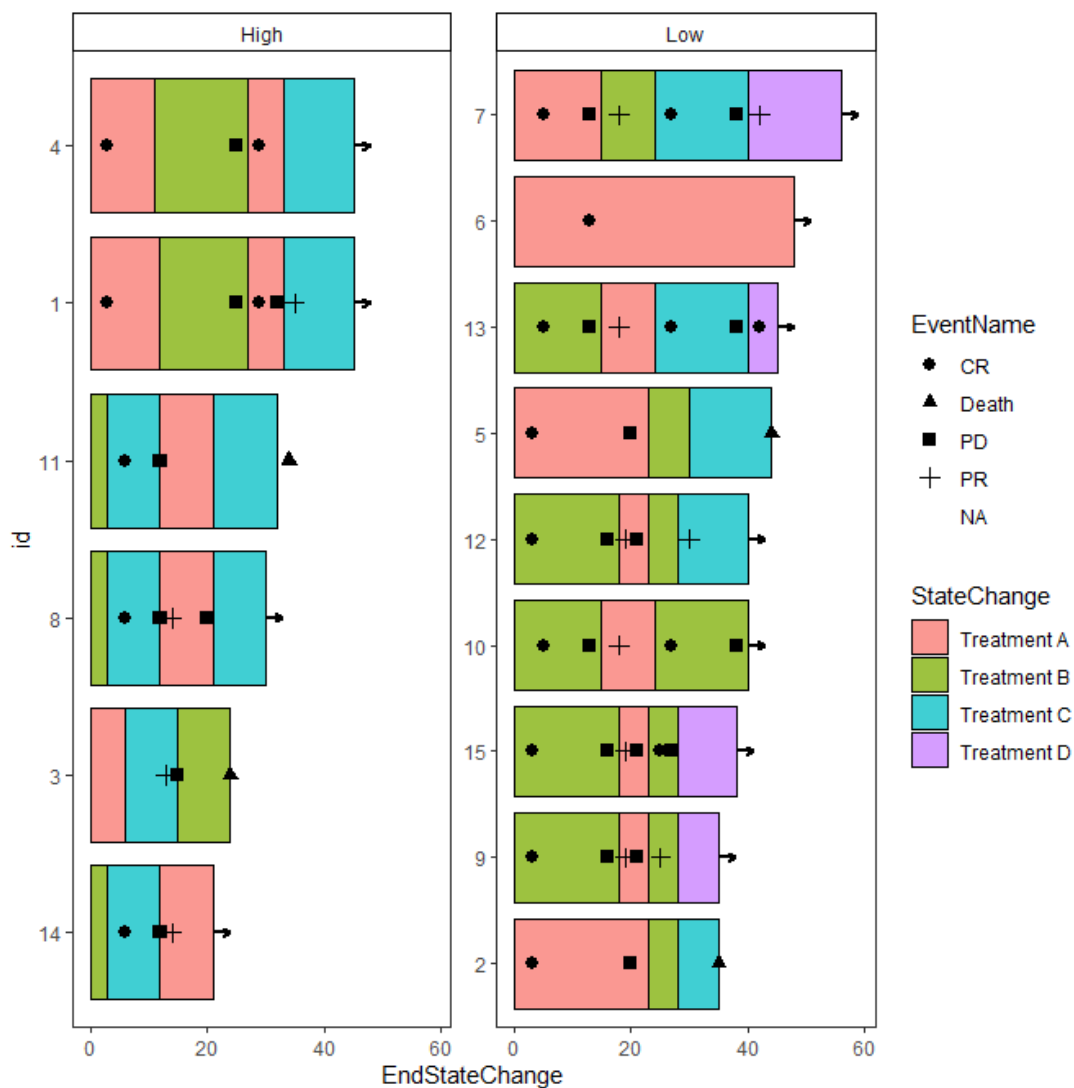 High
Low
4
1
11
8
3
14
7
6
13
5
12
10
15
9
2
id
0 20 40 60
0 20 40 60
EndStateChange
EventName
CR
Death
PD
PR
NA
StateChange
Treatment A
Treatment B
Treatment C
Treatment D